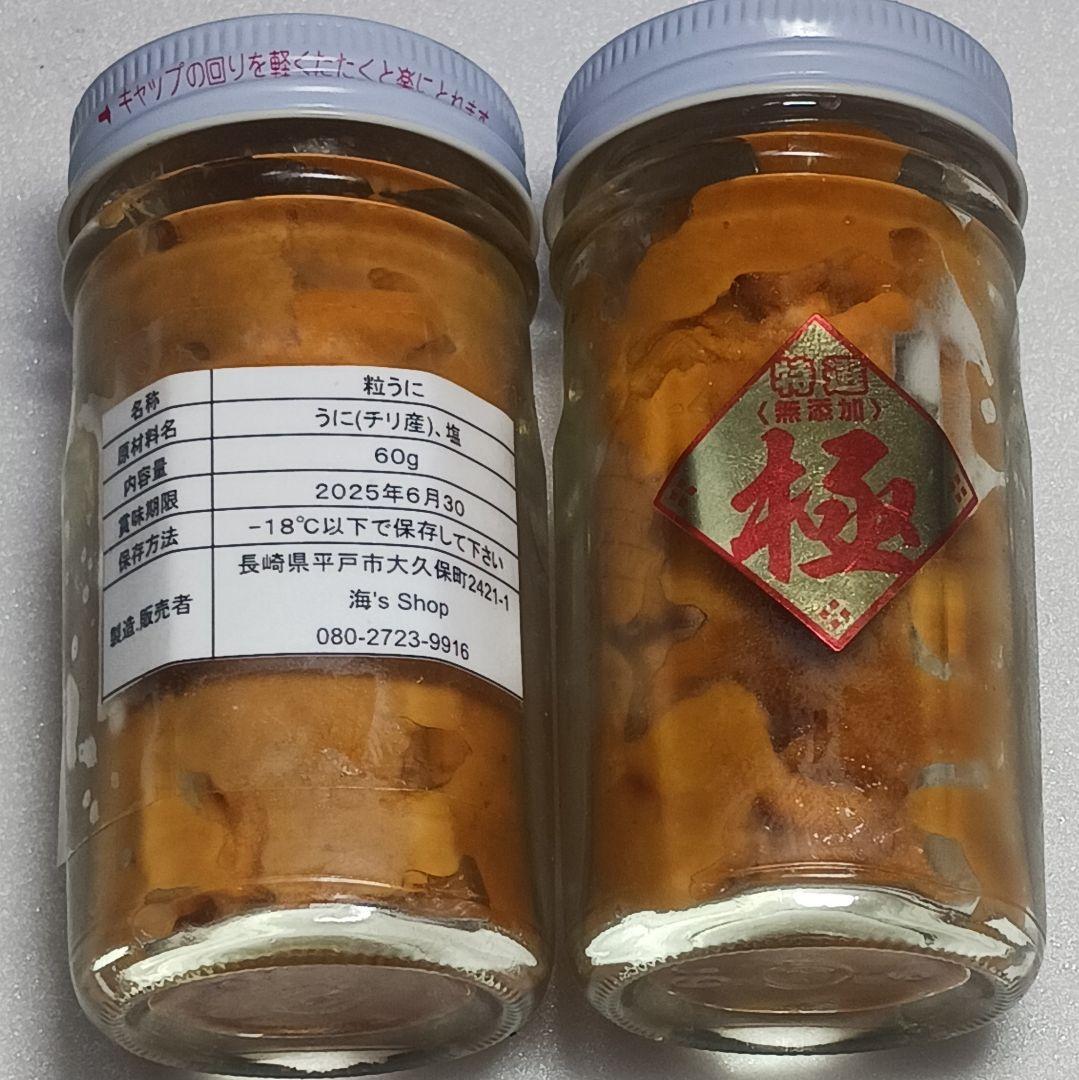 キャップの回りを軽くたたくと楽にとれます
名称 粒うに
原材料名 うに(チリ産)、塩
内容量 60g
賞味期限 2025年6月30
保存方法 -18℃以下で保存して下さい
製造.販売者 長崎県平戸市大久保町2421-1
海's Shop
080-2723-9916
特選
〈無添加〉
極